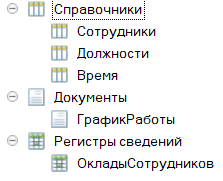 Справочники
Сотрудники
Должности
Время
Документы
ГрафикРаботы
Регистры сведений
ОкладыСотрудников